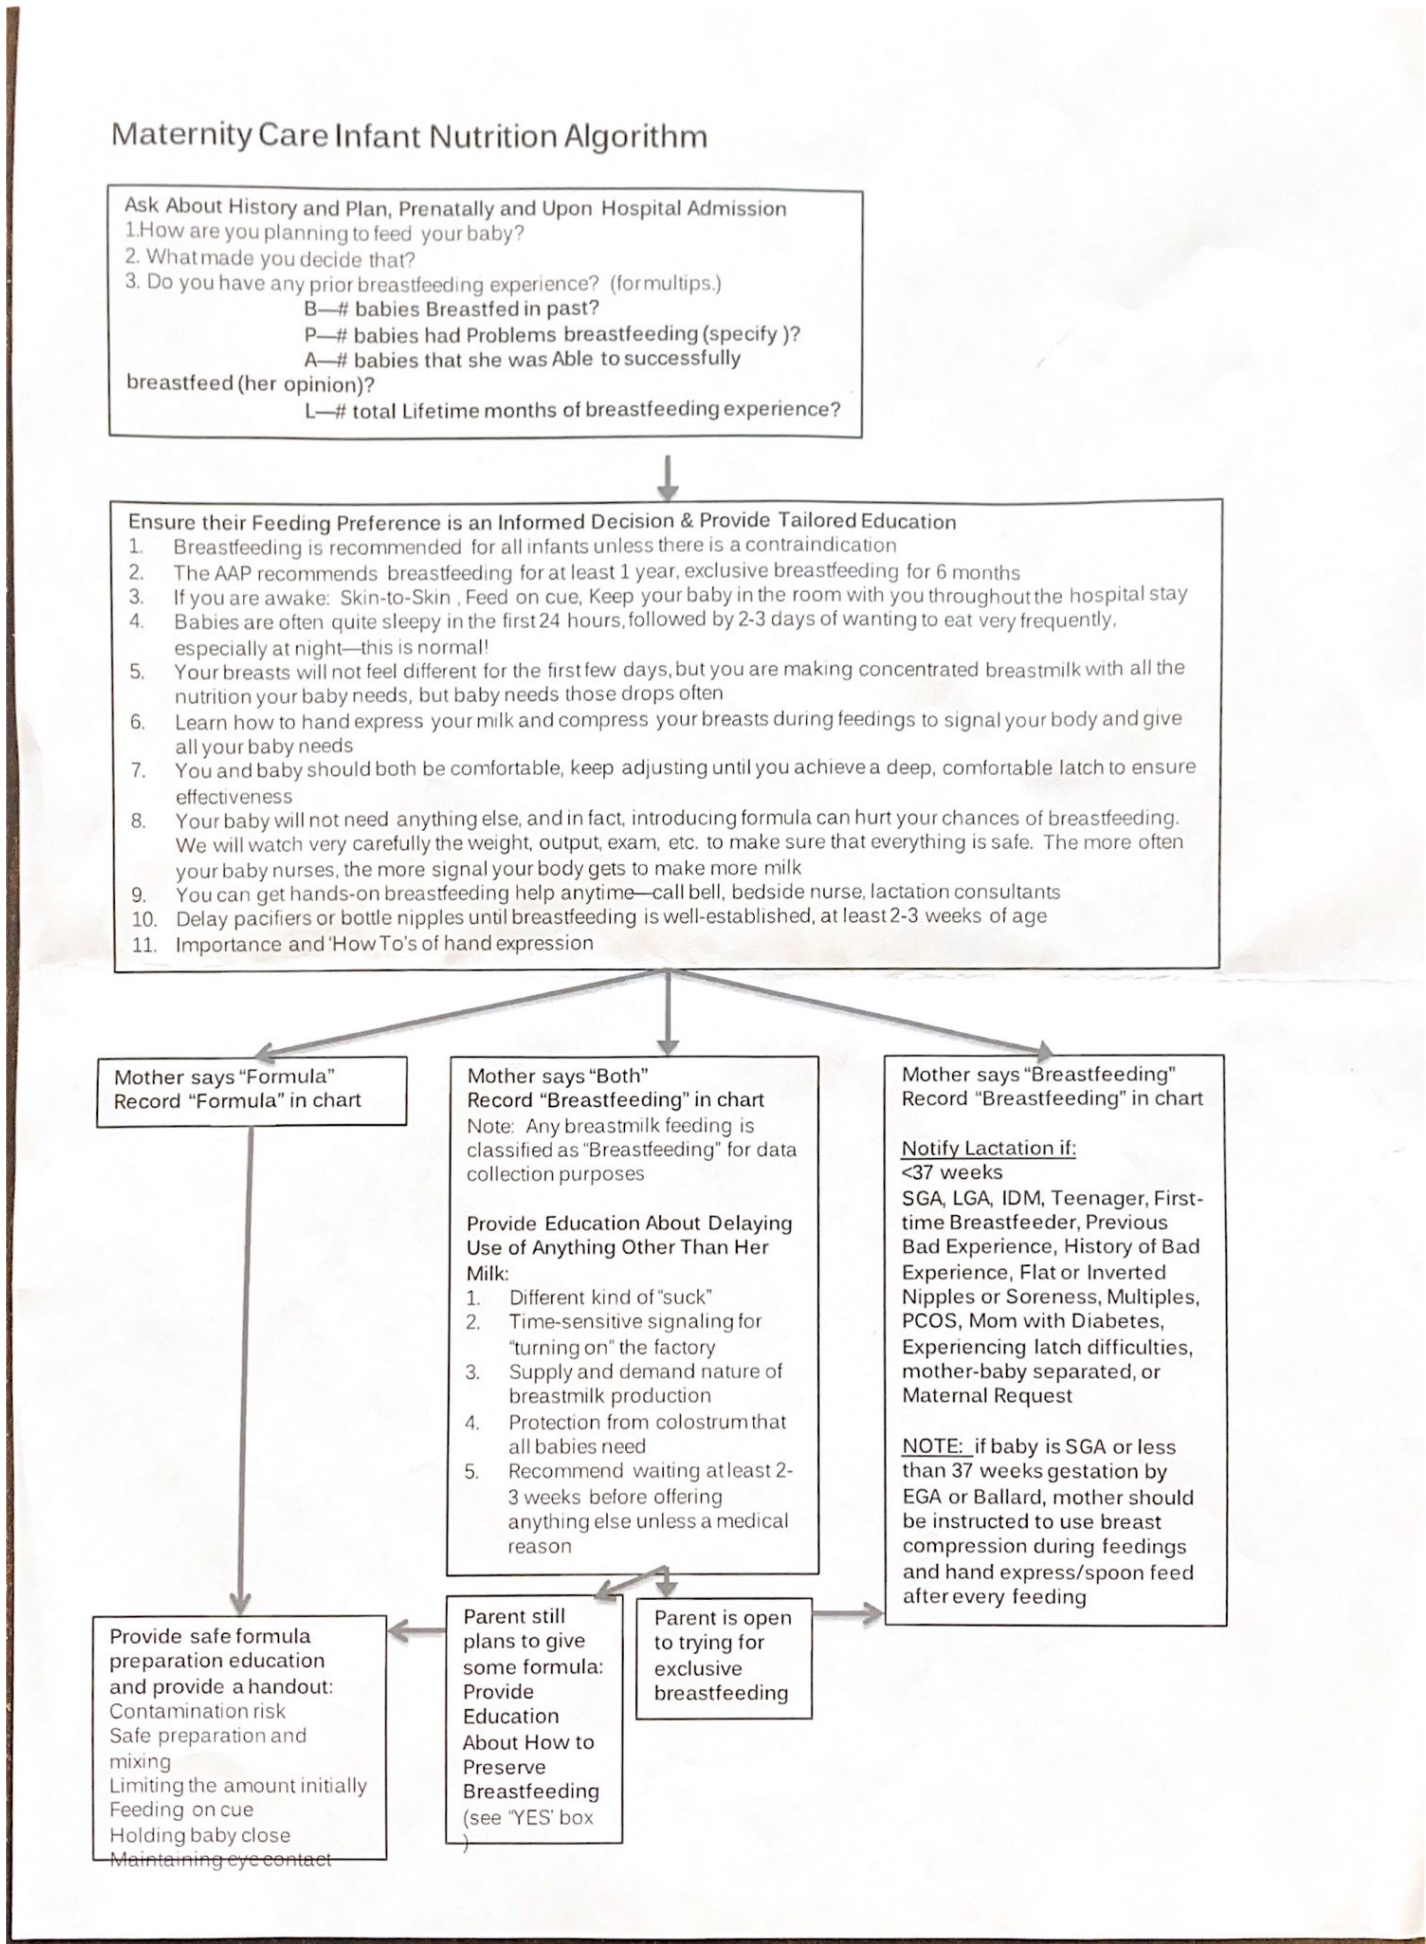 Maternity Care Infant Nutrition Algorithm
Ask About History and Plan, Prenatally and Upon Hospital Admission
1.How are you planning to feed your baby?
2. What made you decide that?
3. Do you have any prior breastfeeding experience? (for multips.)
B—# babies Breastfed in past?
P—# babies had Problems breastfeeding (specify )?
A—# babies that she was Able to successfully
breastfeed (her opinion)?
L—# total Lifetime months of breastfeeding experience?
Ensure their Feeding Preference is an Informed Decision & Provide Tailored Education
1. Breastfeeding is recommended for all infants unless there is a contraindication
2. The AAP recommends breastfeeding for at least 1 year, exclusive breastfeeding for 6 months
3. If you are awake: Skin-to-Skin , Feed on cue, Keep your baby in the room with you throughout the hospital stay
4. Babies are often quite sleepy in the first 24 hours, followed by 2-3 days of wanting to eat very frequently,
especially at night—this is normal!
5. Your breasts will not feel different for the first few days, but you are making concentrated breastmilk with all the
nutrition your baby needs, but baby needs those drops often
6. Learn how to hand express your milk and compress your breasts during feedings to signal your body and give
all your baby needs
7. You and baby should both be comfortable, keep adjusting until you achieve a deep, comfortable latch to ensure
effectiveness
8. Your baby will not need anything else, and in fact, introducing formula can hurt your chances of breastfeeding.
We will watch very carefully the weight, output, exam, etc. to make sure that everything is safe. The more often
your baby nurses, the more signal your body gets to make more milk
9. You can get hands-on breastfeeding help anytime—call bell, bedside nurse, lactation consultants
10. Delay pacifiers or bottle nipples until breastfeeding is well-established, at least 2-3 weeks of age
11. Importance and 'How To's of hand expression
Mother says “Formula”
Record “Formula” in chart
Mother says “Both”
Record “Breastfeeding” in chart
Note: Any breastmilk feeding is
classified as “Breastfeeding” for data
collection purposes
Provide Education About Delaying
Use of Anything Other Than Her
Milk:
1. Different kind of “suck”
2. Time-sensitive signaling for
“turning on” the factory
3. Supply and demand nature of
breastmilk production
4. Protection from colostrum that
all babies need
5. Recommend waiting at least 2-
3 weeks before offering
anything else unless a medical
reason
Mother says “Breastfeeding”
Record “Breastfeeding” in chart
Notify Lactation if:
<37 weeks
SGA, LGA, IDM, Teenager, First-
time Breastfeeder, Previous
Bad Experience, History of Bad
Experience, Flat or Inverted
Nipples or Soreness, Multiples,
PCOS, Mom with Diabetes,
Experiencing latch difficulties,
mother-baby separated, or
Maternal Request
NOTE: if baby is SGA or less
than 37 weeks gestation by
EGA or Ballard, mother should
be instructed to use breast
compression during feedings
and hand express/spoon feed
after every feeding
Provide safe formula
preparation education
and provide a handout:
Contamination risk
Safe preparation and
mixing
Limiting the amount initially
Feeding on cue
Holding baby close
Maintaining eye contact
Parent still
plans to give
some formula:
Provide
Education
About How to
Preserve
Breastfeeding
(see 'YES' box
)
Parent is open
to trying for
exclusive
breastfeeding